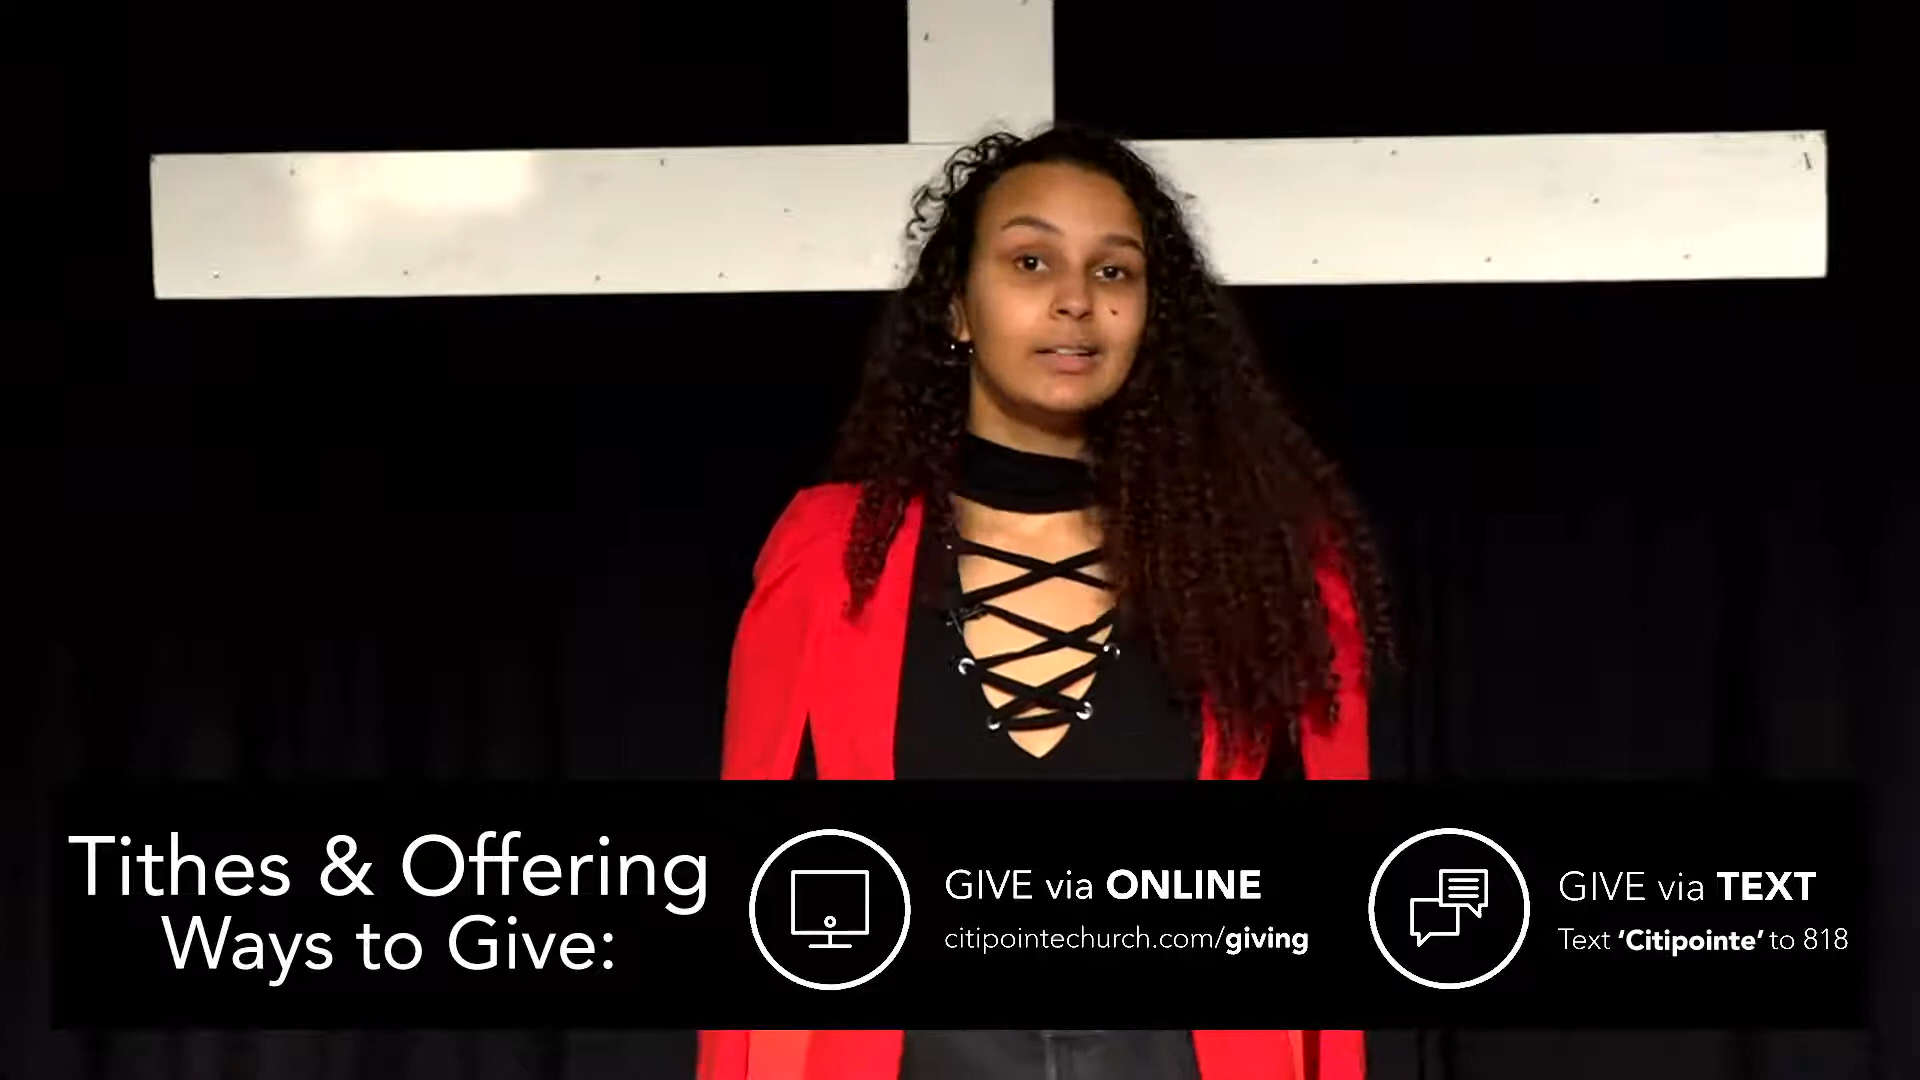 Tithes & Offering
Ways to Give:
GIVE via ONLINE
citipointechurch.com/giving
GIVE via TEXT
Text ‘Citipointe’ to 818